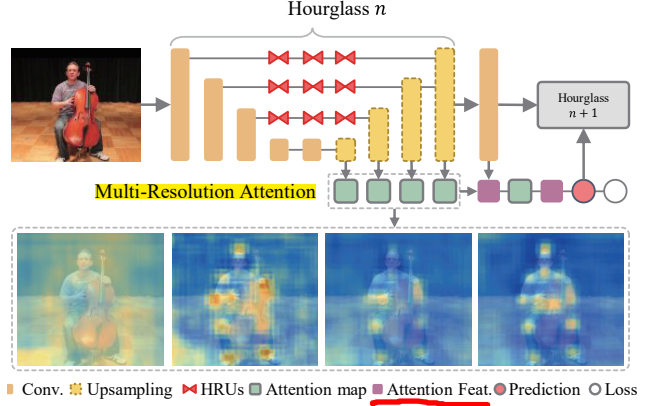 Hourglass n
Hourglass
n + 1
Multi-Resolution Attention
Conv. Upsampling HRUs Attention map Attention Feat. Prediction Loss